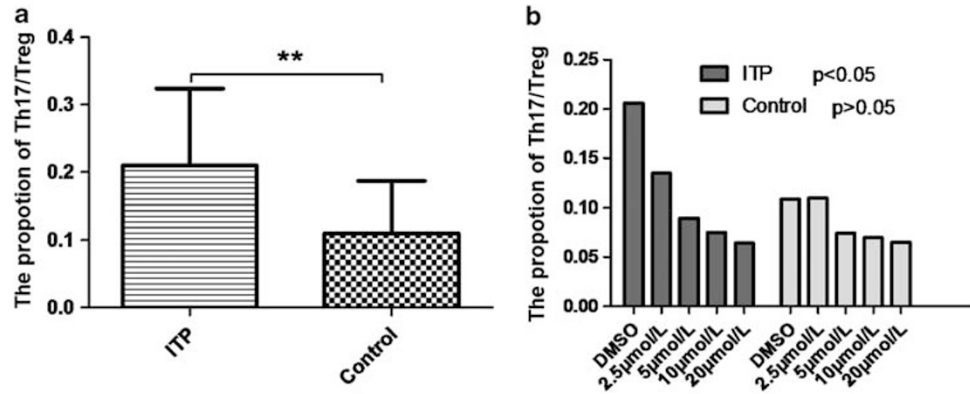 a
The propotion of Th17/Treg
0.4
0.3
0.2
0.1
0.0
**
ITP
Control
b
The propotion of Th17/Treg
0.25
0.20
0.15
0.10
0.05
0.00
ITP p<0.05
Control p>0.05
DMSO
2.5μmol/L
5μmol/L
10μmol/L
20μmol/L
DMSO
2.5μmol/L
5μmol/L
10μmol/L
20μmol/L